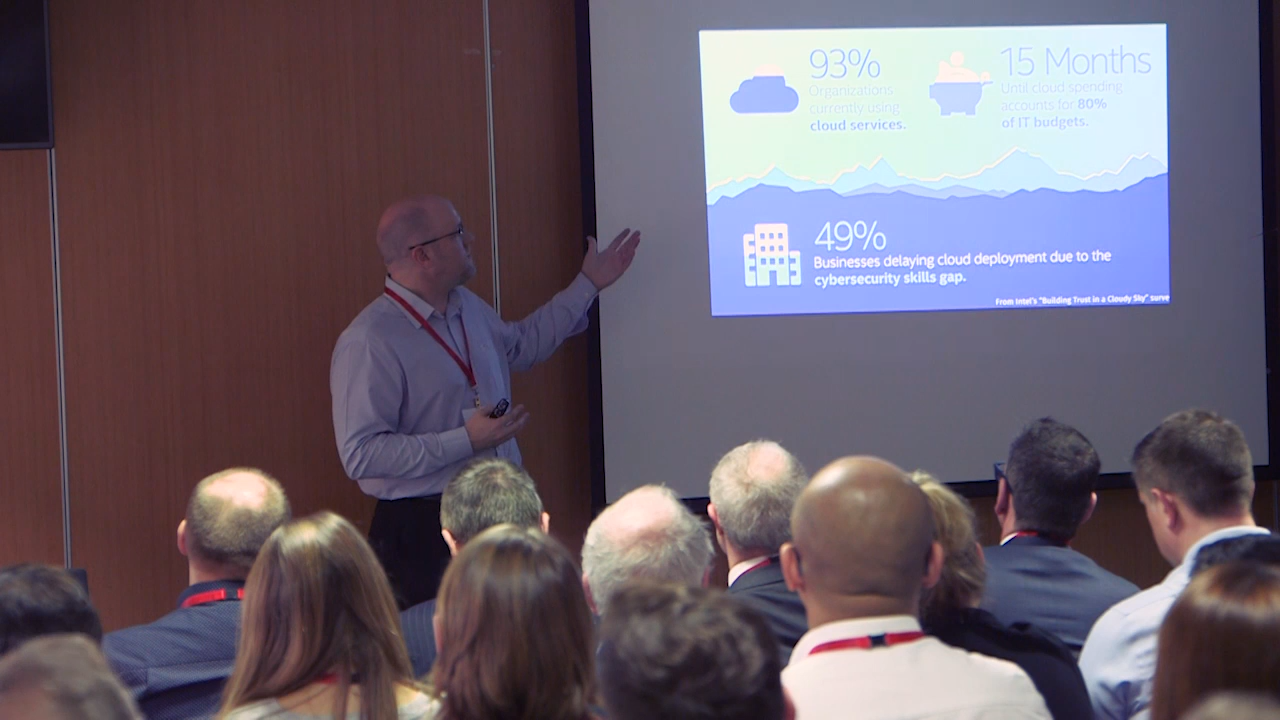 93%
Organizations
currently using
cloud services.
15 Months
Until cloud spending
accounts for 80%
of IT budgets.
49%
Businesses delaying cloud deployment due to the
cybersecurity skills gap.
From Intel's "Building Trust in a Cloudy Sky" surve